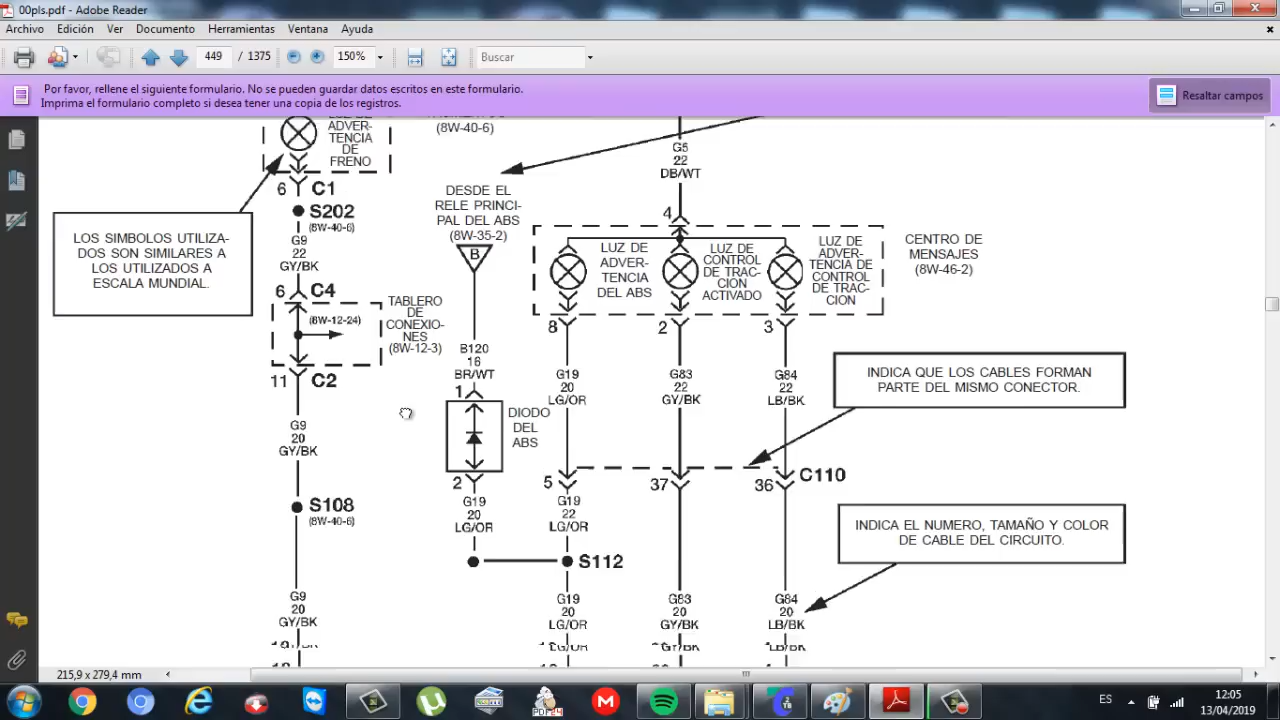 00pls.pdf - Adobe Reader
Archivo Edición Ver Documento Herramientas Ventana Ayuda
449 / 1375 150% Buscar
Por favor, rellene el siguiente formulario. No se pueden guardar datos escritos en este formulario.
Imprima el formulario completo si desea tener una copia de los registros.
Resaltar campos
ADVER-
TENCIA
DE
FRENO
(8W-40-6)
6 C1
S202
(8W-40-6)
G9
22
GY/BK
6 C4
(8W-12-24)
TABLERO
DE
CONEXIO-
NES
(8W-12-3)
11 C2
G9
20
GY/BK
S108
(8W-40-6)
G9
20
GY/BK
LOS SIMBOLOS UTILIZA-
DOS SON SIMILARES A
LOS UTILIZADOS A
ESCALA MUNDIAL.
DESDE EL
RELE PRINCI-
PAL DEL ABS
(8W-35-2)
B
B120
16
BR/WT
1
DIODO
DEL
ABS
2
G19
20
LG/OR
G5
22
DB/WT
4
LUZ DE
ADVER-
TENCIA
DEL ABS
LUZ DE
CONTROL
DE TRAC-
CION
ACTIVADO
LUZ DE
ADVER-
TENCIA DE
CONTROL
DE TRAC-
CION
CENTRO DE
MENSAJES
(8W-46-2)
8 2 3
G19
20
LG/OR
G83
22
GY/BK
G84
22
LB/BK
INDICA QUE LOS CABLES FORMAN
PARTE DEL MISMO CONECTOR.
5 37 36 C110
G19
22
LG/OR
S112
INDICA EL NUMERO, TAMAÑO Y COLOR
DE CABLE DEL CIRCUITO.
G19
20
LG/OR
G83
20
GY/BK
G84
20
LB/BK
215,9 x 279,4 mm
PDF24
ES
12:05
13/04/2019